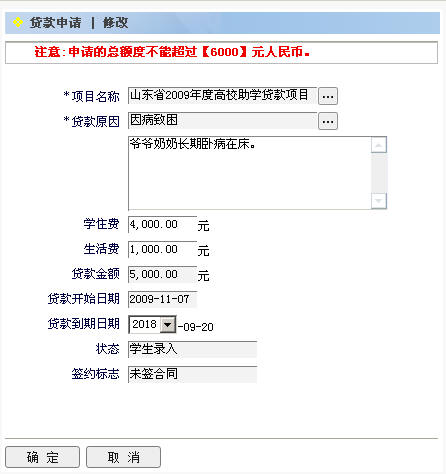 贷款申请 | 修改
注意:申请的总额度不能超过【6000】元人民币。
*项目名称 山东省2009年度高校助学贷款项目 ...
*贷款原因 因病致困 ...
爷爷奶奶长期卧病在床。
学住费 4,000.00 元
生活费 1,000.00 元
贷款金额 5,000.00 元
贷款开始日期 2009-11-07
贷款到期日期 2018 -09-20
状态 学生录入
签约标志 未签合同
确 定 取 消